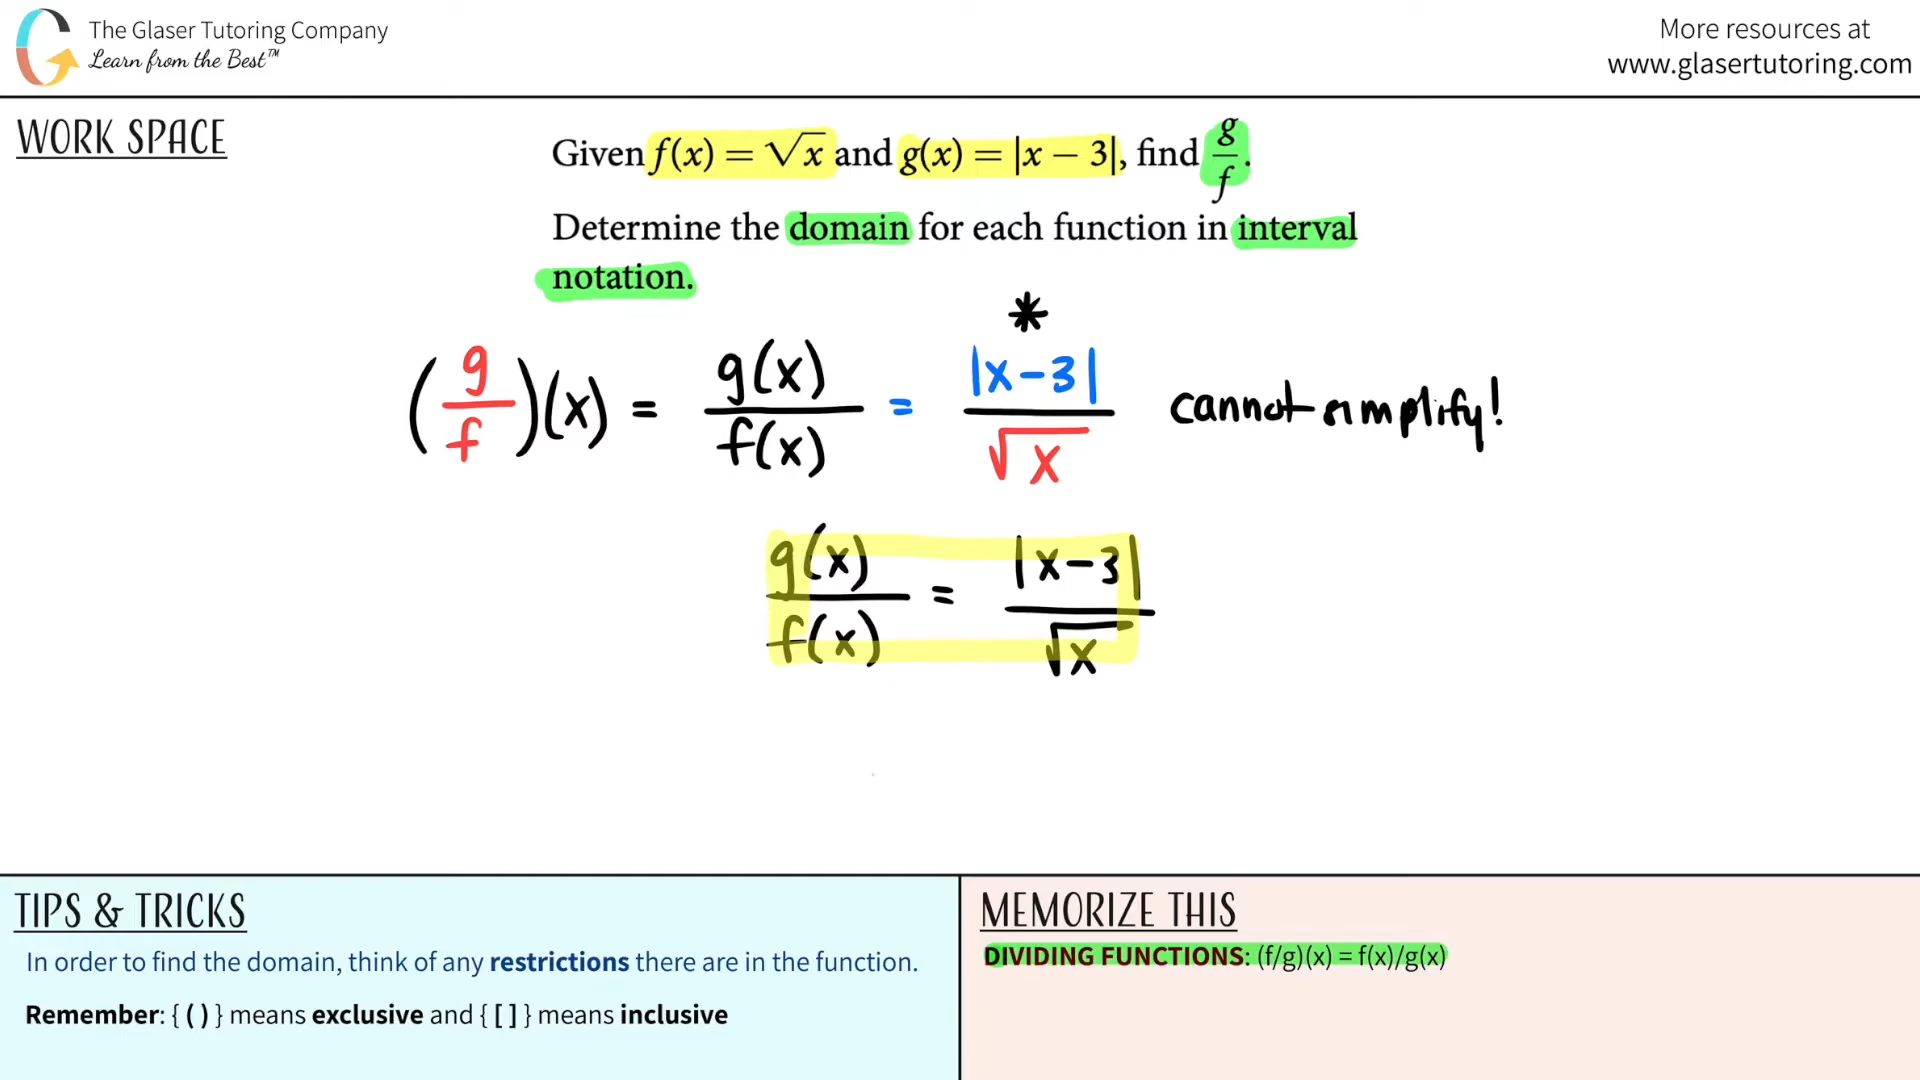 The Glaser Tutoring Company
Learn from the Best™
More resources at
www.glasertutoring.com
WORK SPACE
Given f(x) = √x and g(x) = |x − 3|, find g/f.
Determine the domain for each function in interval
notation.
*
(g/f)(x) = g(x)/f(x) = |x-3|/√x cannot simplify!
g(x)/f(x) = |x-3|/√x
TIPS & TRICKS
In order to find the domain, think of any restrictions there are in the function.
Remember: { ( ) } means exclusive and { [ ] } means inclusive
MEMORIZE THIS
DIVIDING FUNCTIONS: (f/g)(x) = f(x)/g(x)